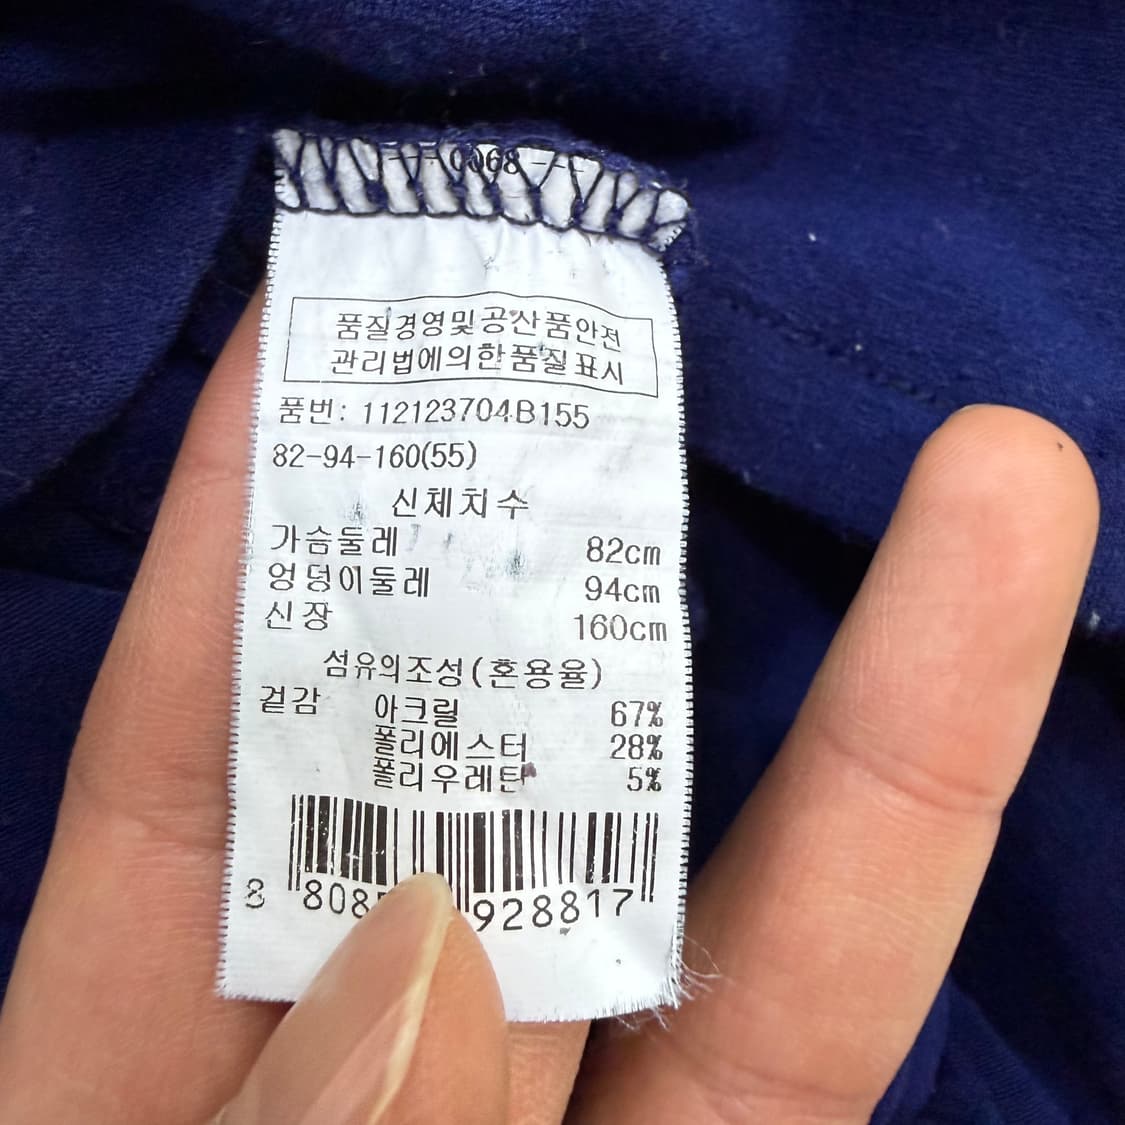 품질경영및공산품안전
관리법에의한품질표시
품번: 112123704B155
82-94-160(55)
신체치수
가슴둘레 82cm
엉덩이둘레 94cm
신장 160cm
섬유의조성(혼용율)
겉감 아크릴 67%
폴리에스터 28%
폴리우레탄 5%
8 808 928817